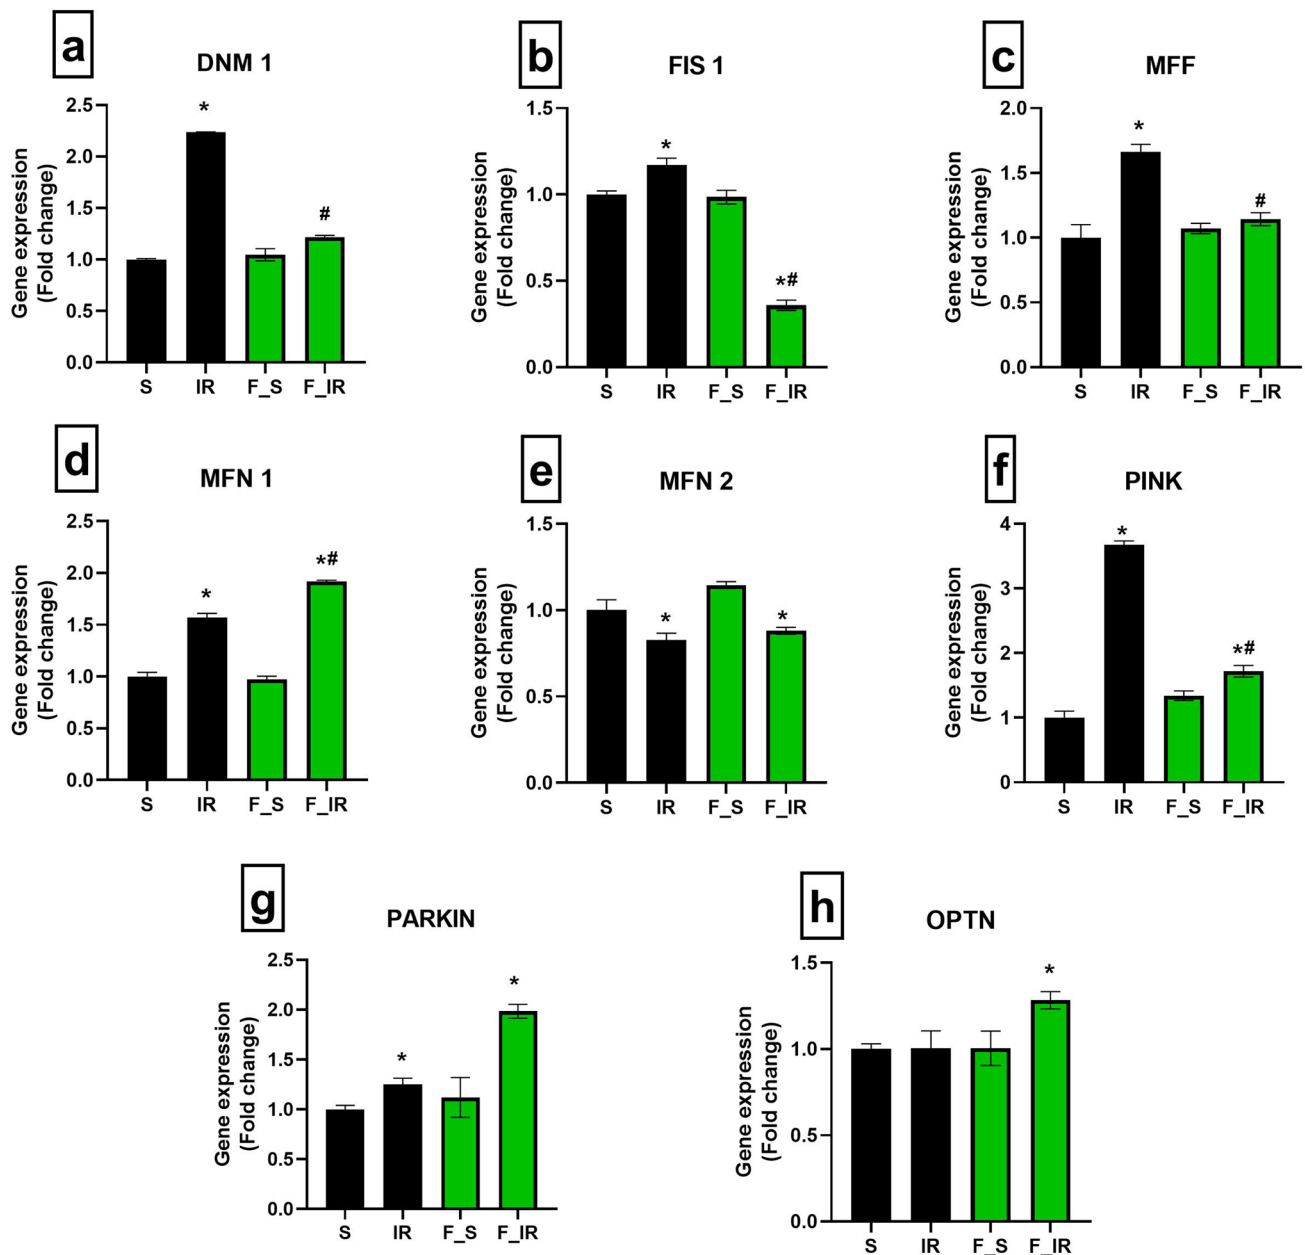 a
DNM 1
Gene expression
(Fold change)
2.5
2.0
1.5
1.0
0.5
0.0
*
#
S IR F_S F_IR
b
FIS 1
Gene expression
(Fold change)
1.5
1.0
0.5
0.0
*
*#
S IR F_S F_IR
c
MFF
Gene expression
(Fold change)
2.0
1.5
1.0
0.5
0.0
*
#
S IR F_S F_IR
d
MFN 1
Gene expression
(Fold change)
2.5
2.0
1.5
1.0
0.5
0.0
*
*#
S IR F_S F_IR
e
MFN 2
Gene expression
(Fold change)
1.5
1.0
0.5
0.0
*
*
S IR F_S F_IR
f
PINK
Gene expression
(Fold change)
4
3
2
1
0
*
*#
S IR F_S F_IR
g
PARKIN
Gene expression
(Fold change)
2.5
2.0
1.5
1.0
0.5
0.0
*
*
S IR F_S F_IR
h
OPTN
Gene expression
(Fold change)
1.5
1.0
0.5
0.0
*
S IR F_S F_IR